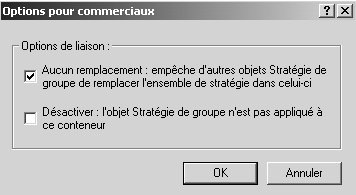 Options pour commerciaux
Options de liaison :
Aucun remplacement : empêche d'autres objets Stratégie de
groupe de remplacer l'ensemble de stratégie dans celui-ci
Désactiver : l'objet Stratégie de groupe n'est pas appliqué à
ce conteneur
OK
Annuler